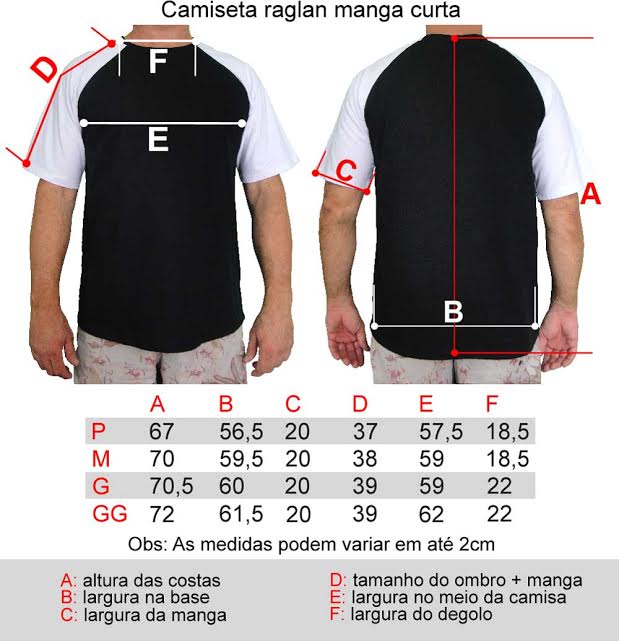 Camiseta raglan manga curta
D
F
E
C
A
B
A B C D E F
P 67 56,5 20 37 57,5 18,5
M 70 59,5 20 38 59 18,5
G 70,5 60 20 39 59 22
GG 72 61,5 20 39 62 22
Obs: As medidas podem variar em até 2cm
A: altura das costas
B: largura na base
C: largura da manga
D: tamanho do ombro + manga
E: largura no meio da camisa
F: largura do degolo